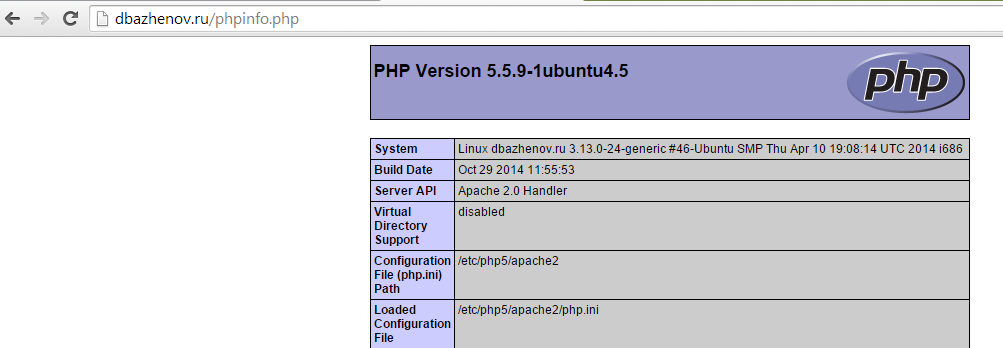 dbazhenov.ru/phpinfo.php
PHP Version 5.5.9-1ubuntu4.5
php
System Linux dbazhenov.ru 3.13.0-24-generic #46-Ubuntu SMP Thu Apr 10 19:08:14 UTC 2014 i686
Build Date Oct 29 2014 11:55:53
Server API Apache 2.0 Handler
Virtual disabled
Directory
Support
Configuration /etc/php5/apache2
File (php.ini)
Path
Loaded /etc/php5/apache2/php.ini
Configuration
File